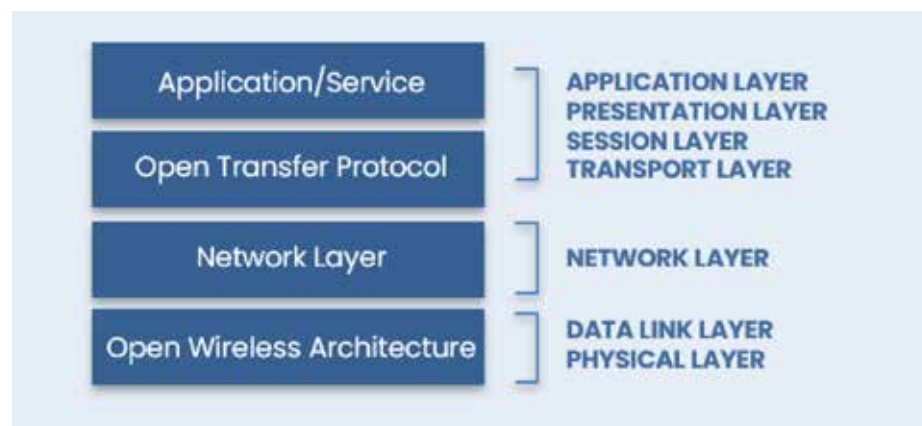 Application/Service
Open Transfer Protocol
APPLICATION LAYER
PRESENTATION LAYER
SESSION LAYER
TRANSPORT LAYER
Network Layer
NETWORK LAYER
Open Wireless Architecture
DATA LINK LAYER
PHYSICAL LAYER